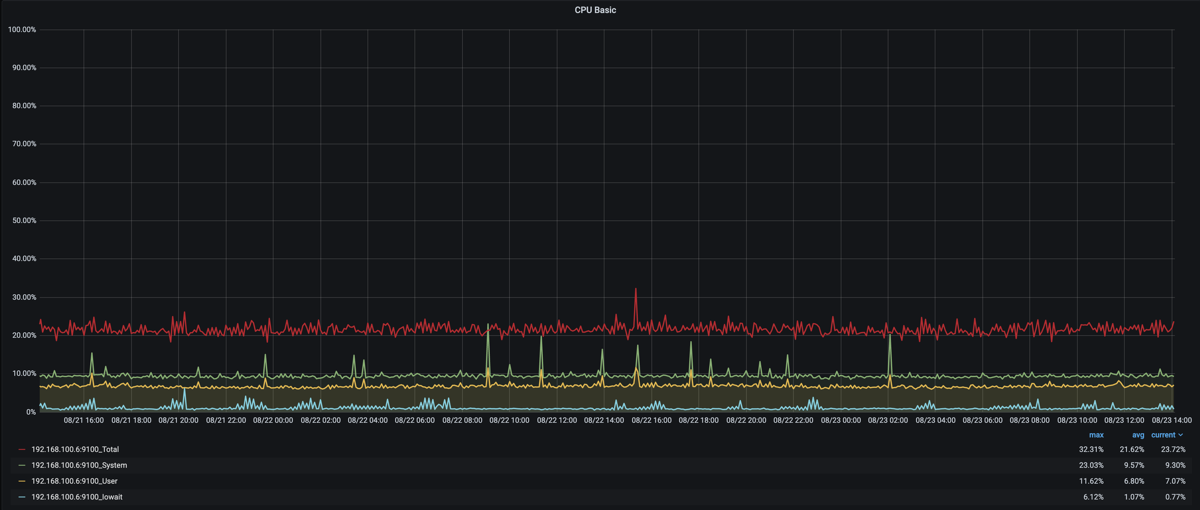 CPU Basic
100.00%
90.00%
80.00%
70.00%
60.00%
50.00%
40.00%
30.00%
20.00%
10.00%
0%
08/21 16:00 08/21 18:00 08/21 20:00 08/21 22:00 08/22 00:00 08/22 02:00 08/22 04:00 08/22 06:00 08/22 08:00 08/22 10:00 08/22 12:00 08/22 14:00 08/22 16:00 08/22 18:00 08/22 20:00 08/22 22:00 08/23 00:00 08/23 02:00 08/23 04:00 08/23 06:00 08/23 08:00 08/23 10:00 08/23 12:00 08/23 14:00
max avg current
192.168.100.6:9100_Total 32.31% 21.62% 23.72%
192.168.100.6:9100_System 23.03% 9.57% 9.30%
192.168.100.6:9100_User 11.62% 6.80% 7.07%
192.168.100.6:9100_Iowait 6.12% 1.07% 0.77%